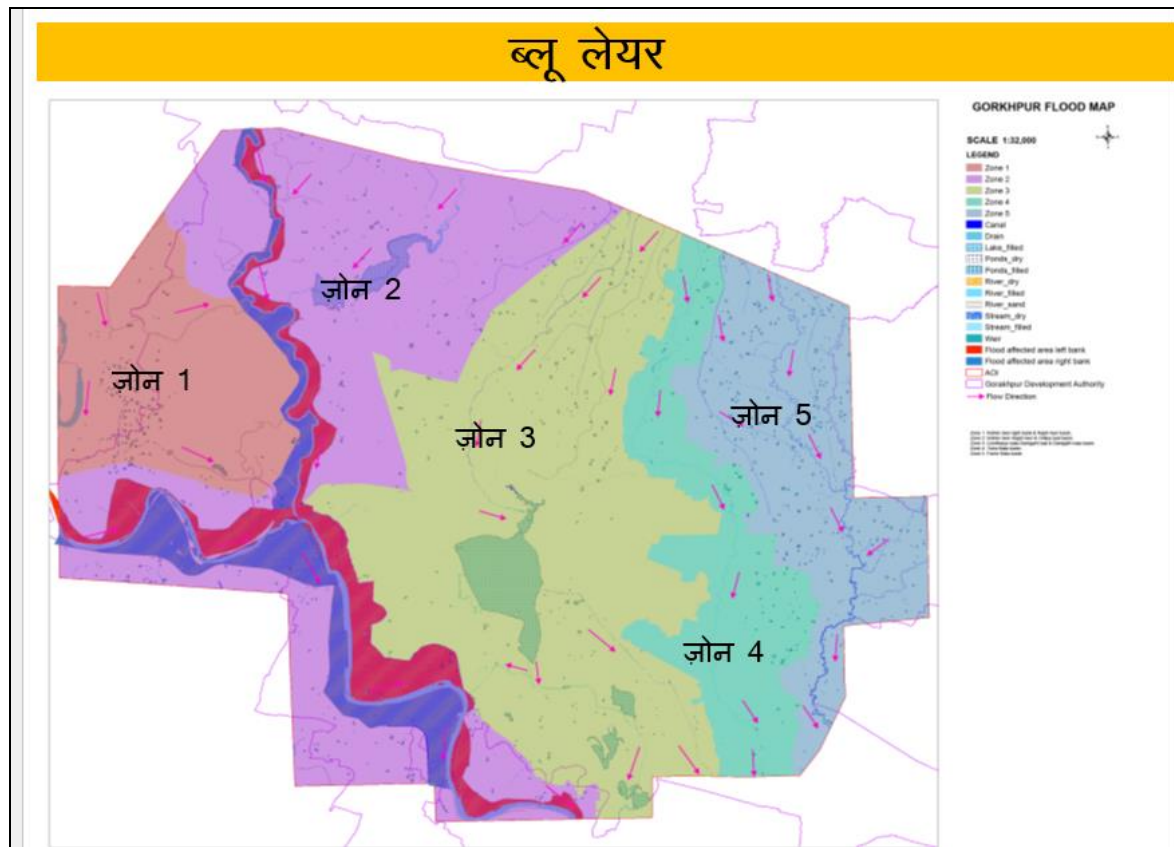 ब्लू लेयर
GORKHPUR FLOOD MAP
SCALE 1:32,000
LEGEND
Zone 1
Zone 2
Zone 3
Zone 4
Zone 5
Canal
Drain
Lake_filled
Ponds_dry
Ponds_filled
River_dry
River_filled
River_sand
Stream_dry
Stream_filled
Weir
Flood affected area left bank
Flood affected area right bank
AOI
Gorakhpur Development Authority
Flow Direction
ज़ोन 2
ज़ोन 1
ज़ोन 3
ज़ोन 5
ज़ोन 4